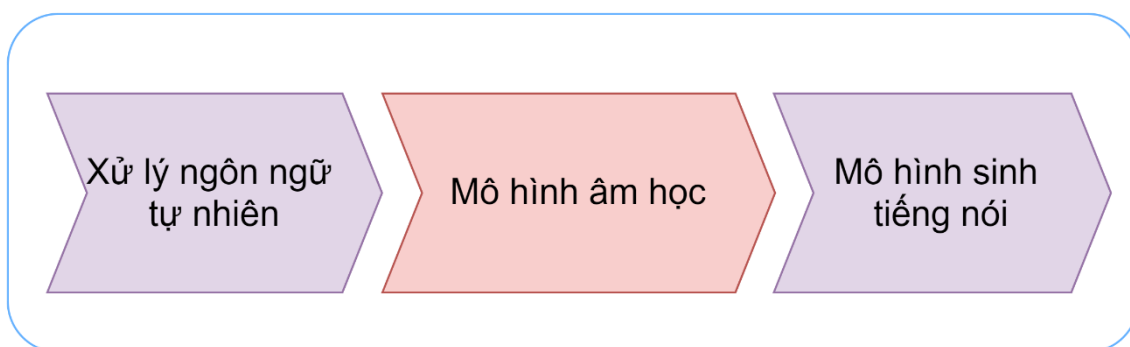 Xử lý ngôn ngữ
tự nhiên
Mô hình âm học
Mô hình sinh
tiếng nói